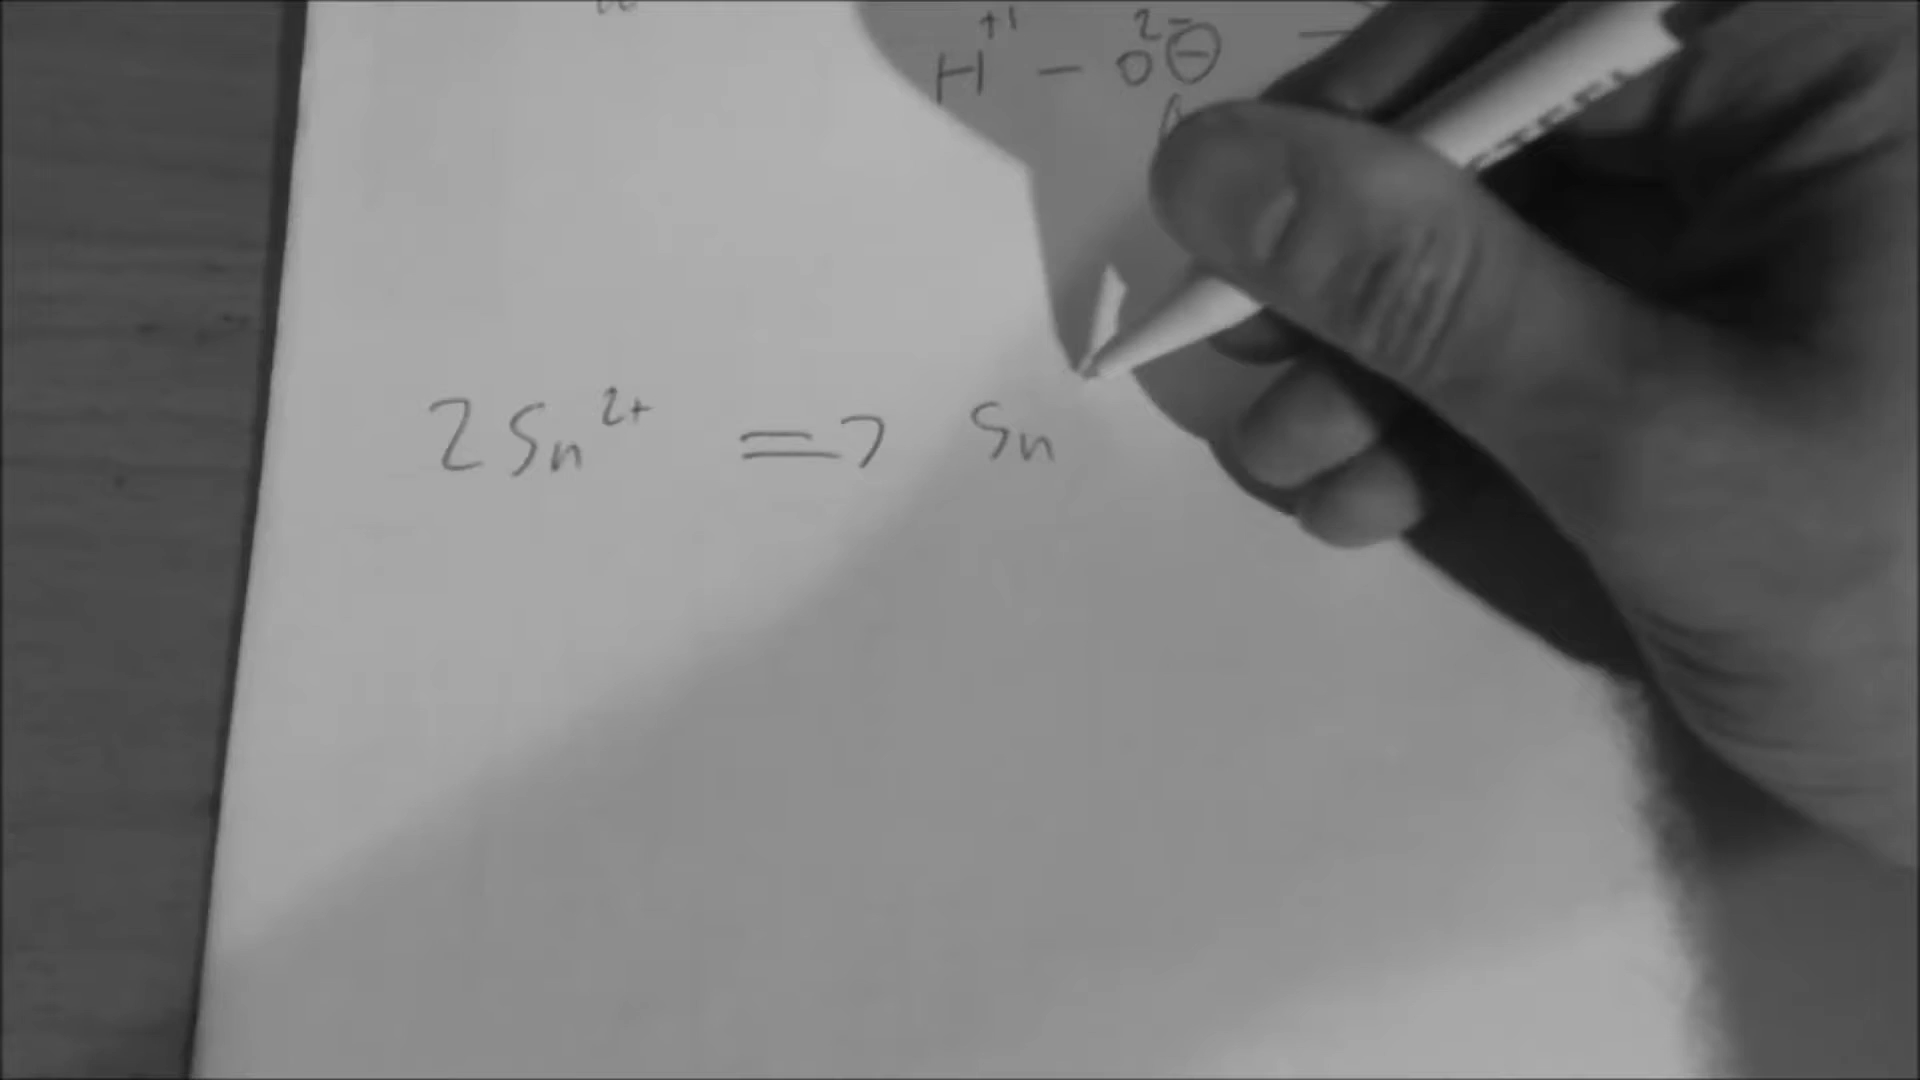 H⁺¹ - O²⁻⊖
2Sn²⁺ => Sn